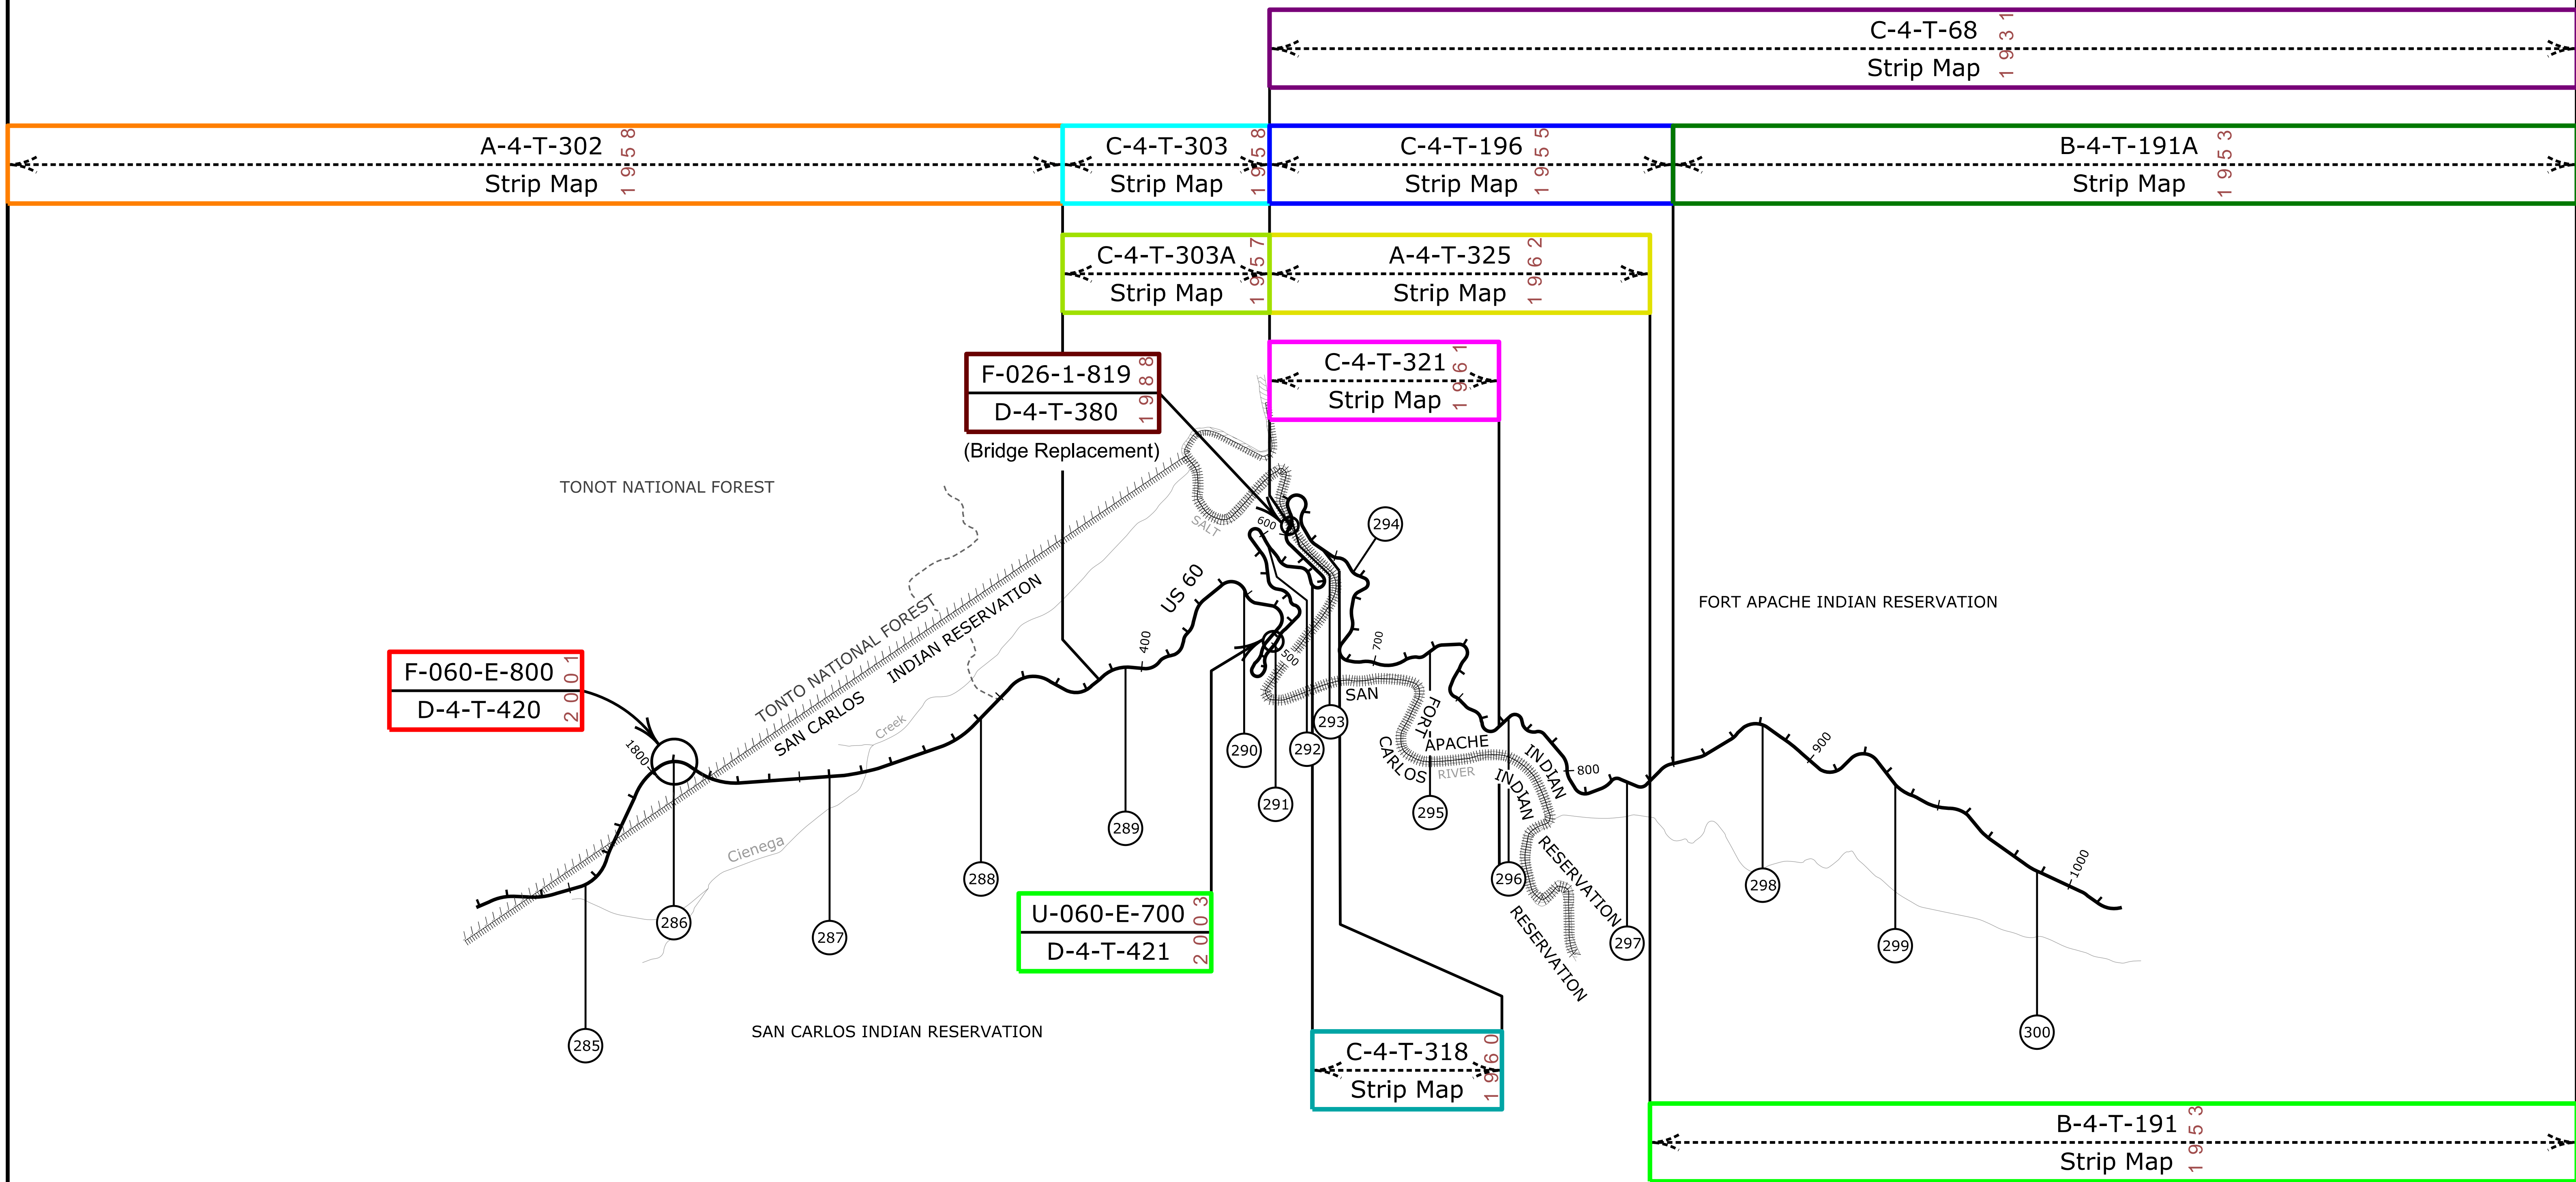 C-4-T-68
1931
Strip Map
A-4-T-302
1958
Strip Map
C-4-T-303
1958
Strip Map
C-4-T-196
1955
Strip Map
B-4-T-191A
1953
Strip Map
C-4-T-303A
1957
Strip Map
A-4-T-325
1962
Strip Map
F-026-1-819
1988
D-4-T-380
(Bridge Replacement)
C-4-T-321
1961
Strip Map
TONOT NATIONAL FOREST
SALT
600
294
US 60
TONTO NATIONAL FOREST
SAN CARLOS INDIAN RESERVATION
FORT APACHE INDIAN RESERVATION
400
500
700
F-060-E-800
2001
D-4-T-420
1800
Creek
Cienega
SAN CARLOS INDIAN RESERVATION
FORT APACHE INDIAN RESERVATION
RIVER
800
900
1000
290
292
293
291
295
289
288
296
286
287
285
297
298
299
300
U-060-E-700
2003
D-4-T-421
SAN CARLOS INDIAN RESERVATION
C-4-T-318
1960
Strip Map
B-4-T-191
1953
Strip Map